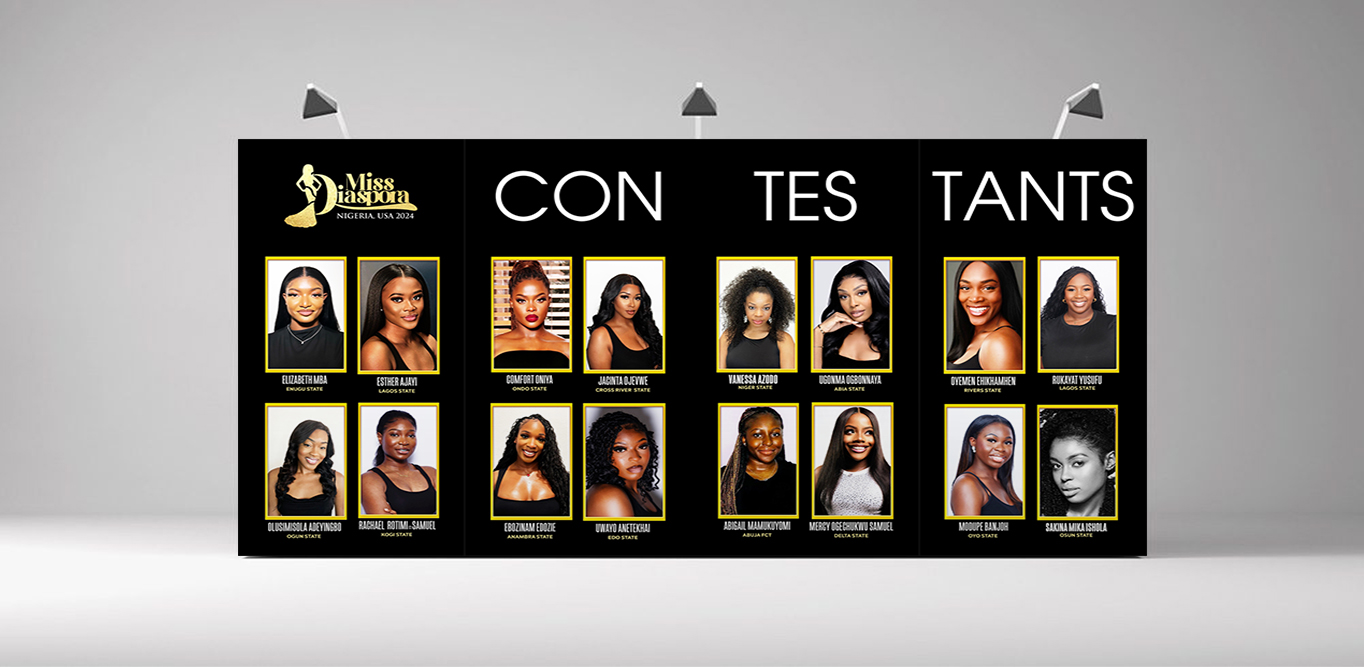 Miss
Diaspora
NIGERIA, USA 2024
CON TES TANTS
ELIZABETH MBA
ENUGU STATE
ESTHER AJAYI
LAGOS STATE
COMFORT ONIYA
ONDO STATE
JACINTA OJEVWE
CROSS RIVER STATE
VANESSA AZODO
NIGER STATE
UGONMA OGBONNAYA
ABIA STATE
OYEMEN EHIKHAMHEN
RIVERS STATE
RUKAYAT YUSUFU
LAGOS STATE
OLUSIMISOLA ADEYINGBO
OGUN STATE
RACHAEL ROTIMI - SAMUEL
KOGI STATE
EBOZINAM EDOZIE
ANAMBRA STATE
UWAYO ANETEKHAI
EDO STATE
ABIGAIL MAMUKUYOMI
ABUJA FCT
MERCY OGECHUKWU SAMUEL
DELTA STATE
MODUPE BANJOH
OYO STATE
SAKINA MIKA ISHOLA
OSUN STATE